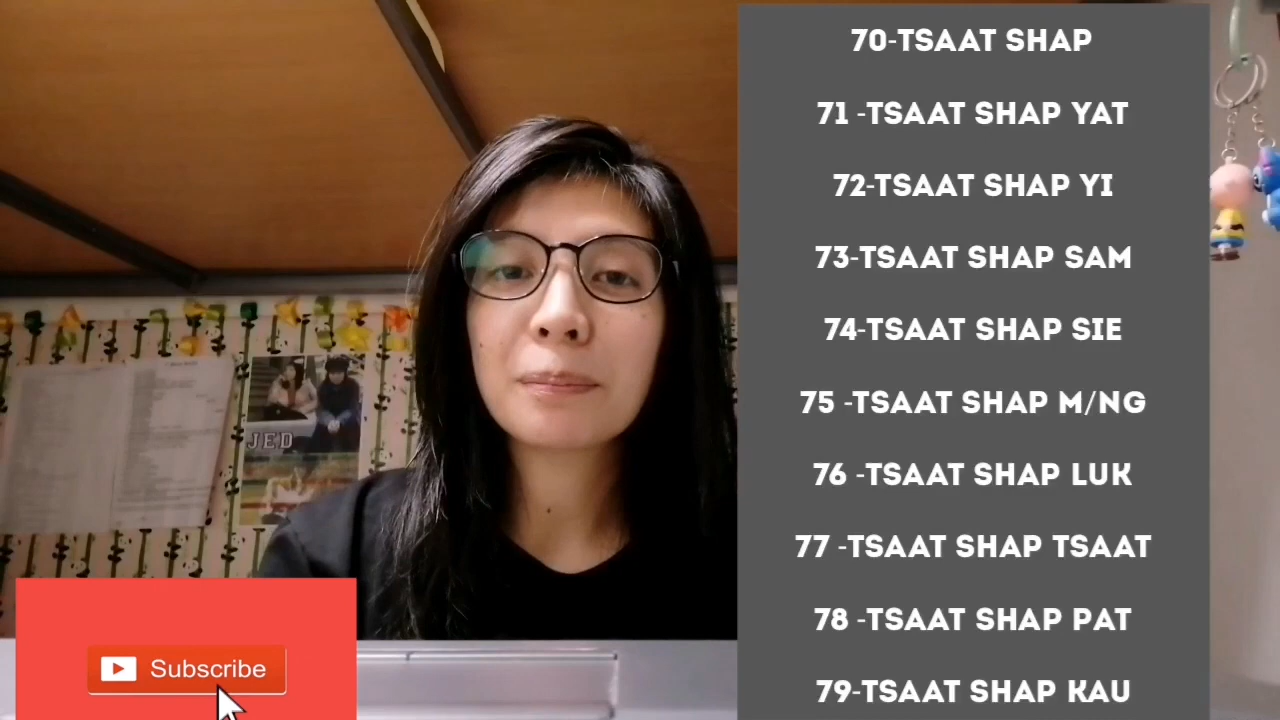 70-TSAAT SHAP
71 -TSAAT SHAP YAT
72-TSAAT SHAP YI
73-TSAAT SHAP SAM
74-TSAAT SHAP SIE
75 -TSAAT SHAP M/NG
76 -TSAAT SHAP LUK
77 -TSAAT SHAP TSAAT
78 -TSAAT SHAP PAT
79-TSAAT SHAP KAU
JED
Subscribe